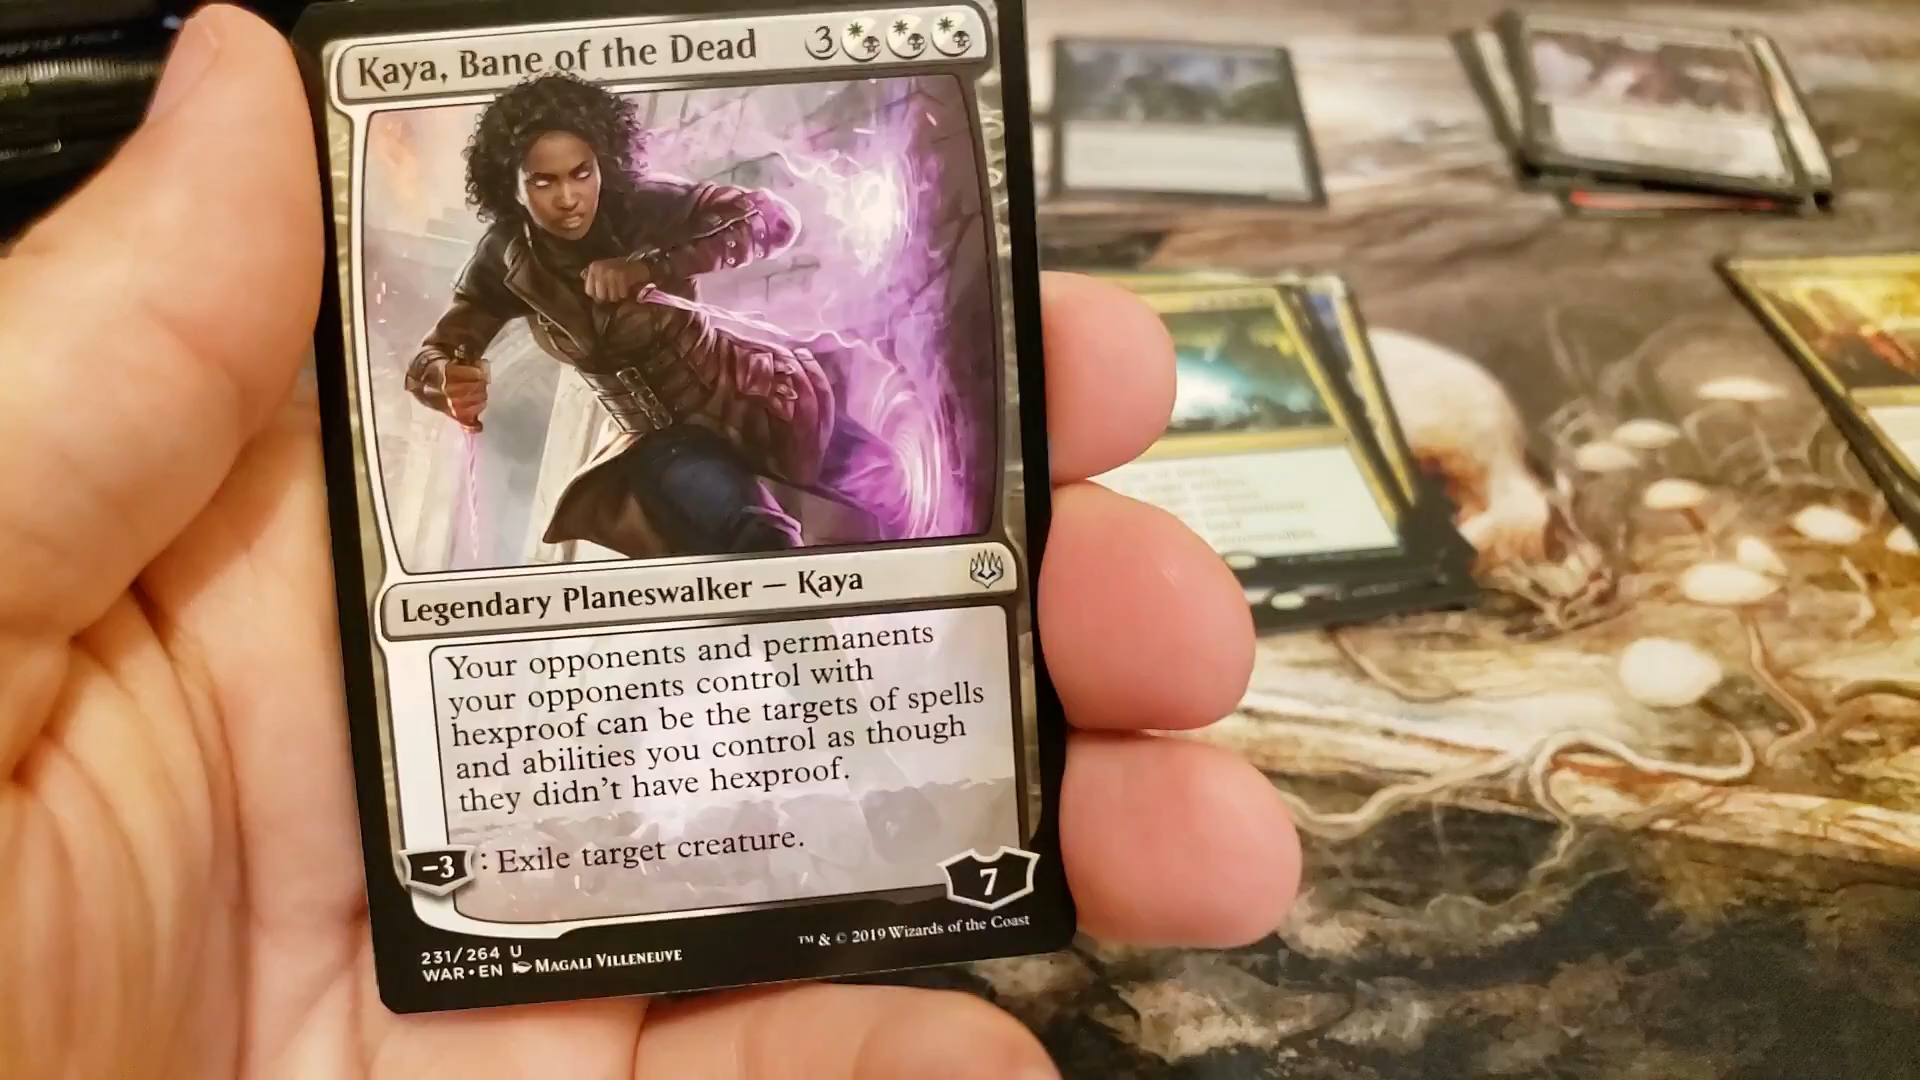 Kaya, Bane of the Dead 3
Legendary Planeswalker — Kaya
Your opponents and permanents
your opponents control with
hexproof can be the targets of spells
and abilities you control as though
they didn't have hexproof.
−3 : Exile target creature.
7
231/264 U
WAR • EN MAGALI VILLENEUVE
™ & © 2019 Wizards of the Coast